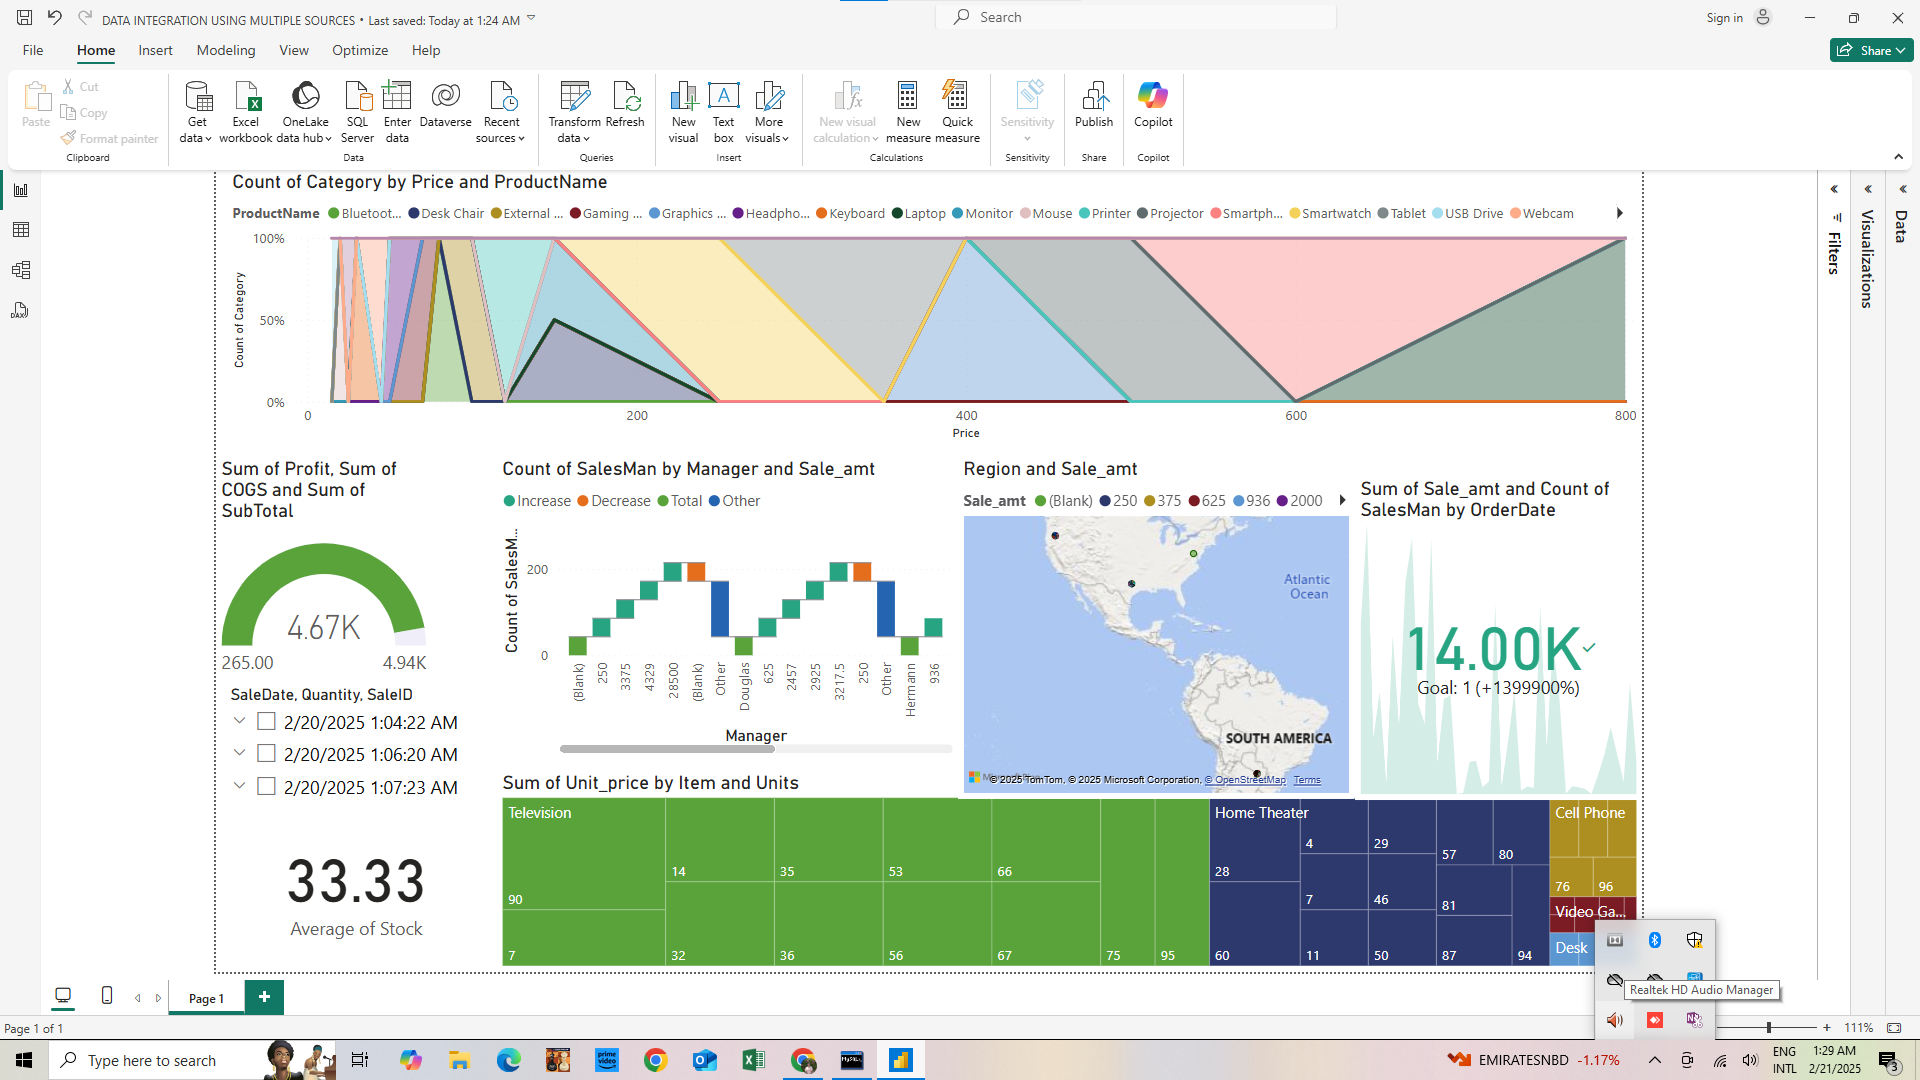 DATA INTEGRATION USING MULTIPLE SOURCES • Last saved: Today at 1:24 AM
Search
Sign in
File Home Insert Modeling View Optimize Help
Share
Paste
Cut
Copy
Format painter
Clipboard
Get data
Excel workbook
OneLake data hub
SQL Server
Enter data
Dataverse
Recent sources
Data
Transform data
Refresh
Queries
New visual
Text box
More visuals
Insert
New visual calculation
New measure
Quick measure
Calculations
Sensitivity
Sensitivity
Publish
Share
Copilot
Copilot
Filters
Visualizations
Data
Count of Category by Price and ProductName
ProductName Bluetoot... Desk Chair External ... Gaming ... Graphics ... Headpho... Keyboard Laptop Monitor Mouse Printer Projector Smartph... Smartwatch Tablet USB Drive Webcam
Count of Category
100%
50%
0%
0 200 400 600 800
Price
Sum of Profit, Sum of
COGS and Sum of
SubTotal
4.67K
265.00 4.94K
SaleDate, Quantity, SaleID
2/20/2025 1:04:22 AM
2/20/2025 1:06:20 AM
2/20/2025 1:07:23 AM
33.33
Average of Stock
Count of SalesMan by Manager and Sale_amt
Increase Decrease Total Other
Count of SalesM...
200
0
(Blank) 250 3375 4329 28500 (Blank) Other Douglas 625 2457 2925 3217.5 250 Other Hermann 936
Manager
Region and Sale_amt
Sale_amt (Blank) 250 375 625 936 2000
Atlantic
Ocean
SOUTH AMERICA
© 2025 TomTom, © 2025 Microsoft Corporation, © OpenStreetMap Terms
Sum of Sale_amt and Count of
SalesMan by OrderDate
14.00K
Goal: 1 (+1399900%)
Sum of Unit_price by Item and Units
Television
90
7
14
32
35
36
53
56
66
67
75
95
Home Theater
28
60
4
7
11
29
46
50
57
80
81
87
94
Cell Phone
76 96
Video Ga...
Desk
Realtek HD Audio Manager
Page 1
Page 1 of 1
111%
Type here to search
prime video
MySQL
EMIRATESNBD -1.17%
ENG
INTL
1:29 AM
2/21/2025
3